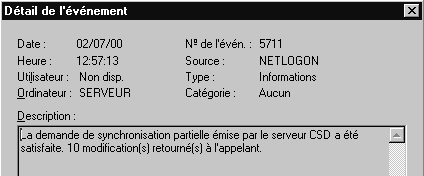 Détail de l'événement
Date : 02/07/00 Nº de l'évén. : 5711
Heure : 12:57:13 Source : NETLOGON
Utilisateur : Non disp. Type : Informations
Ordinateur : SERVEUR Catégorie : Aucun
Description :
La demande de synchronisation partielle émise par le serveur CSD a été
satisfaite. 10 modification(s) retourné(s) à l'appelant.